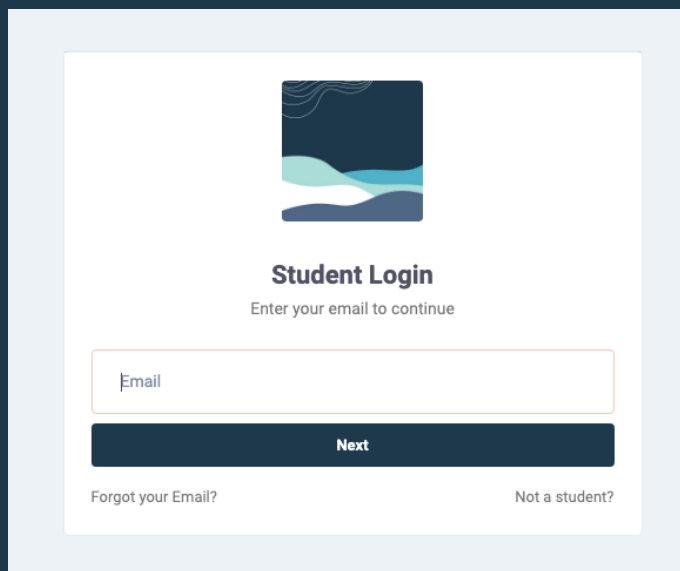 Student Login
Enter your email to continue
Email
Next
Forgot your Email? Not a student?